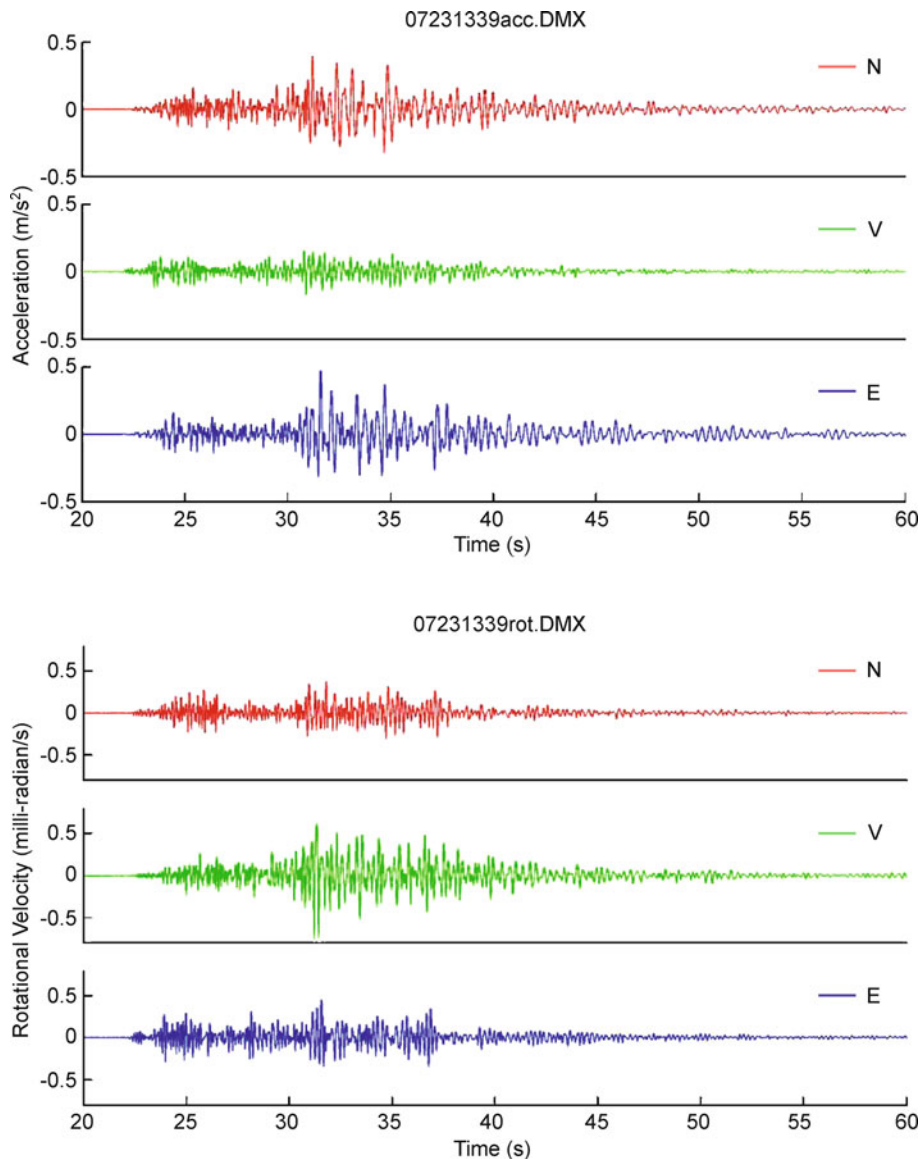 07231339acc.DMX
0.5
N
0
-0.5
Acceleration (m/s²)
0.5
V
0
-0.5
0.5
E
0
-0.5
20 25 30 35 40 45 50 55 60
Time (s)
07231339rot.DMX
0.5
N
0
-0.5
Rotational Velocity (milli-radian/s)
0.5
V
0
-0.5
0.5
E
0
-0.5
20 25 30 35 40 45 50 55 60
Time (s)